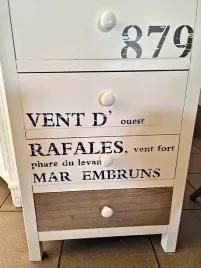 879
VENT D' ouest
RAFALES, vent fort
phare du levan
MAR EMBRUNS